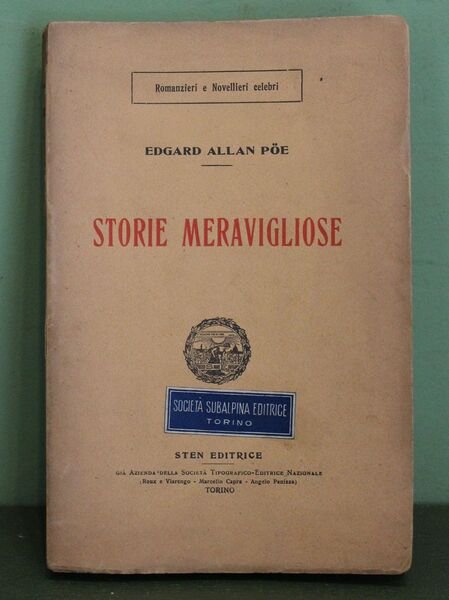 Romanzieri e Novellieri celebri
EDGARD ALLAN PÖE
STORIE MERAVIGLIOSE
SOCIETÀ SUBALPINA EDITRICE
TORINO
STEN EDITRICE
GIÀ AZIENDA DELLA SOCIETÀ TIPOGRAFICO-EDITRICE NAZIONALE
(Roux e Viarengo - Marcello Capra - Angelo Panizza)
TORINO